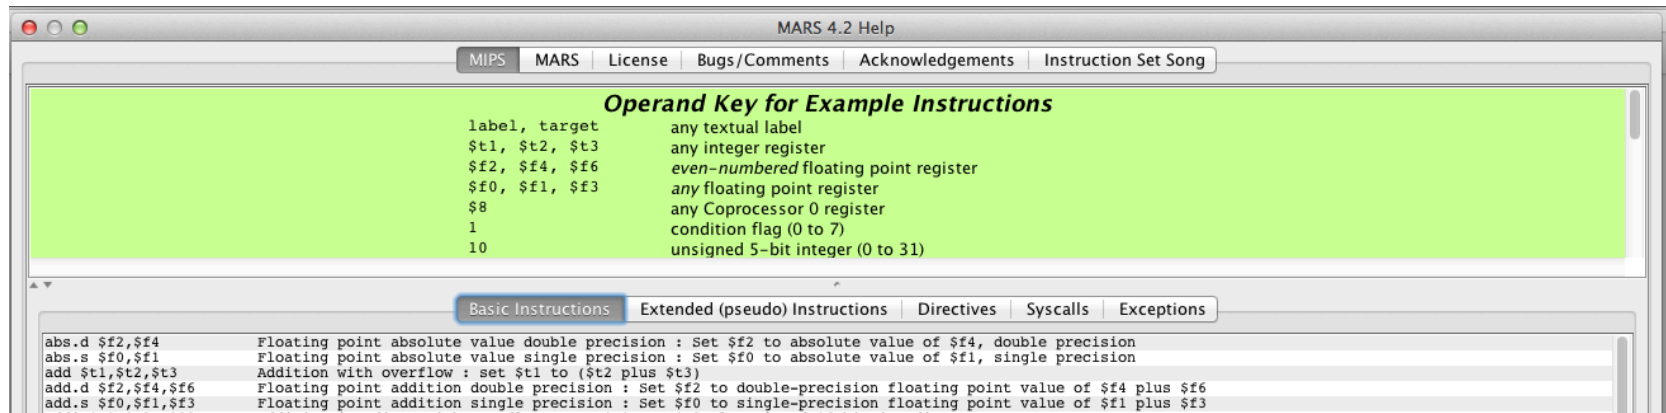 MARS 4.2 Help
MIPS MARS License Bugs/Comments Acknowledgements Instruction Set Song
Operand Key for Example Instructions
label, target any textual label
$t1, $t2, $t3 any integer register
$f2, $f4, $f6 even-numbered floating point register
$f0, $f1, $f3 any floating point register
$8 any Coprocessor 0 register
1 condition flag (0 to 7)
10 unsigned 5-bit integer (0 to 31)
Basic Instructions Extended (pseudo) Instructions Directives Syscalls Exceptions
abs.d $f2,$f4 Floating point absolute value double precision : Set $f2 to absolute value of $f4, double precision
abs.s $f0,$f1 Floating point absolute value single precision : Set $f0 to absolute value of $f1, single precision
add $t1,$t2,$t3 Addition with overflow : set $t1 to ($t2 plus $t3)
add.d $f2,$f4,$f6 Floating point addition double precision : Set $f2 to double-precision floating point value of $f4 plus $f6
add.s $f0,$f1,$f3 Floating point addition single precision : Set $f0 to single-precision floating point value of $f1 plus $f3